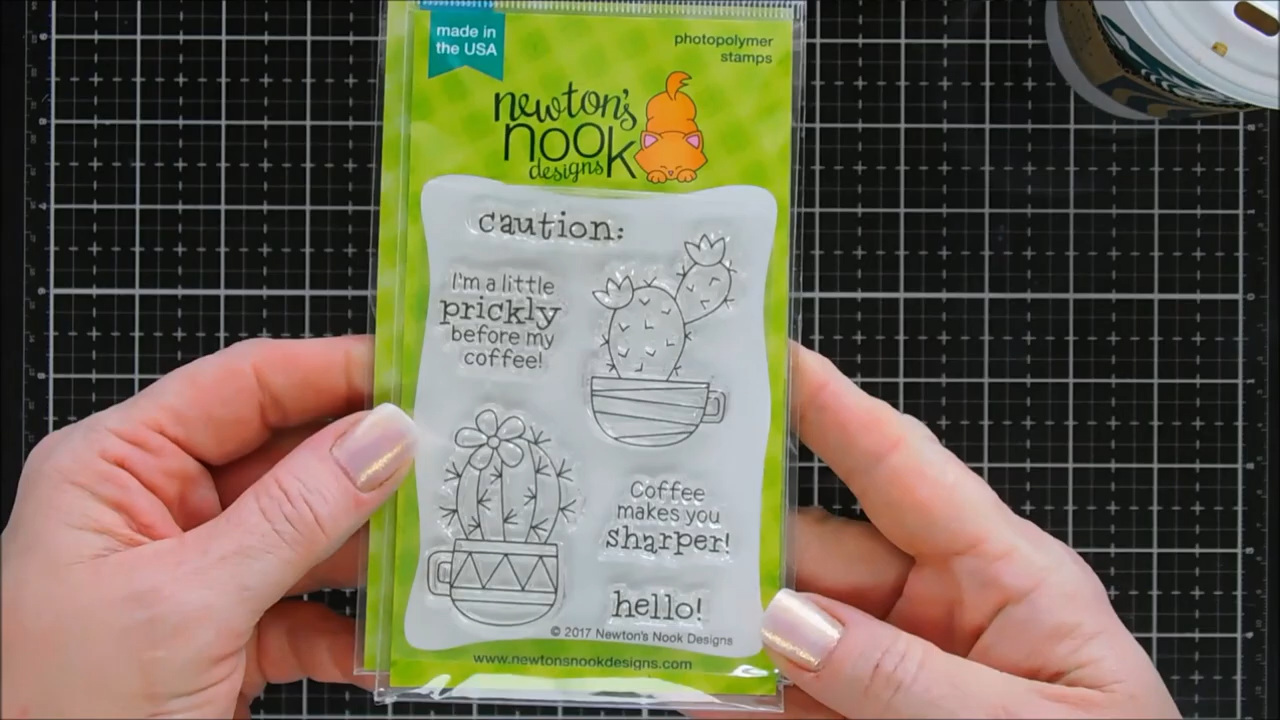 made in
the USA
photopolymer
stamps
newton's
nook
designs
caution:
I'm a little
prickly
before my
coffee!
Coffee
makes you
sharper!
hello!
© 2017 Newton's Nook Designs
www.newtonsnookdesigns.com